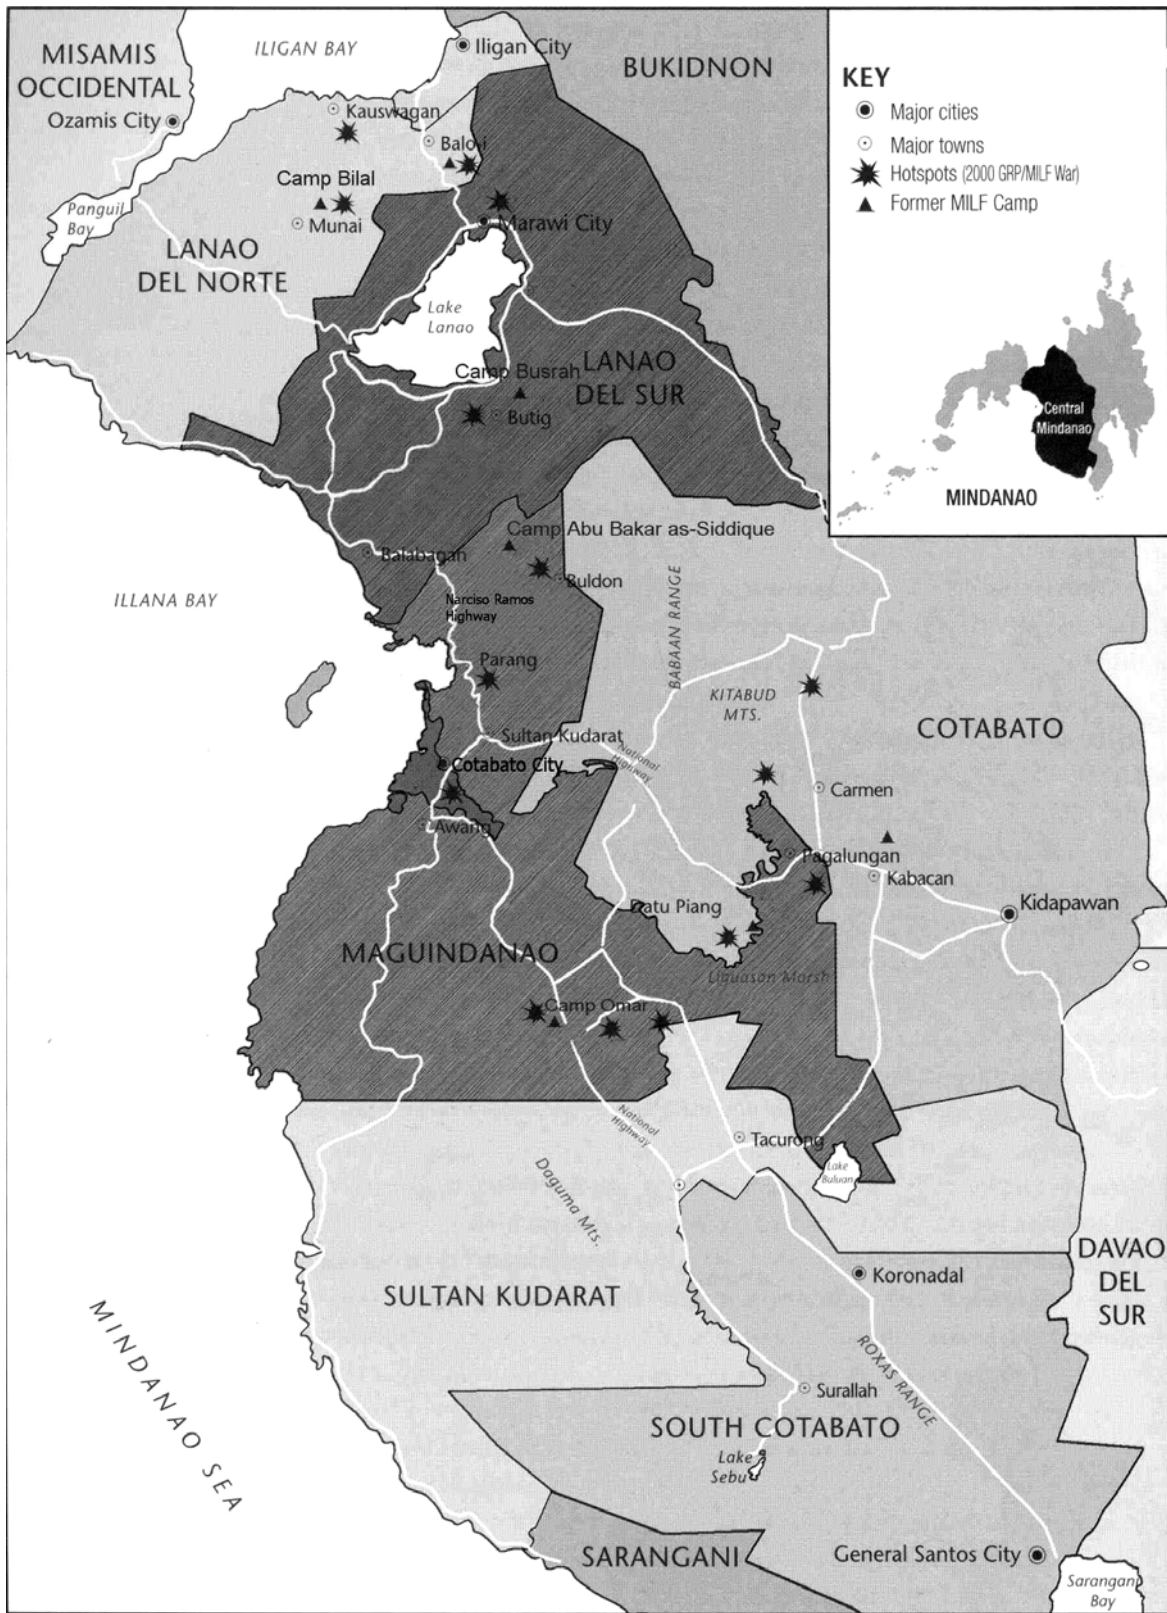 ILIGAN BAY
Iligan City
MISAMIS
OCCIDENTAL
Ozamis City
BUKIDNON
KEY
Major cities
Major towns
Hotspots (2000 GRP/MILF War)
Former MILF Camp
Kauswagan
Balo-i
Camp Bilal
Munai
Panguil
Bay
Marawi City
LANAO
DEL NORTE
Lake
Lanao
LANAO
DEL SUR
Camp Busrah
Butig
Central
Mindanao
MINDANAO
Camp Abu Bakar as-Siddique
Balabagan
Buldon
ILLANA BAY
Narciso Ramos
Highway
BABAAN RANGE
Parang
KITABUD
MTS.
COTABATO
Sultan Kudarat
National
Highway
Cotabato City
Carmen
Awang
Pagalungan
Kabacan
Kidapawan
Datu Piang
MAGUINDANAO
Liguasan Marsh
Camp Omar
National
Highway
Tacurong
Lake
Buluan
Daguma Mts.
DAVAO
DEL
SUR
Koronadal
SULTAN KUDARAT
MINDANAO SEA
ROXAS RANGE
Surallah
SOUTH COTABATO
Lake
Sebu
SARANGANI
General Santos City
Sarangani
Bay